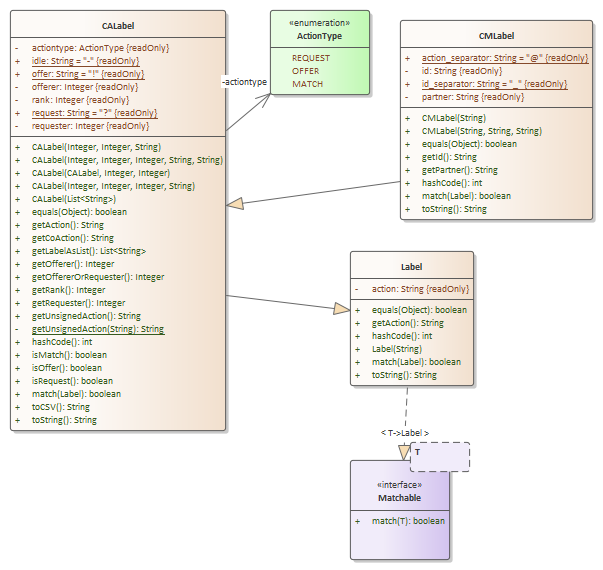 CALabel
- actiontype: ActionType {readOnly}
+ idle: String = "-" {readOnly}
+ offer: String = "!" {readOnly}
- offerer: Integer {readOnly}
- rank: Integer {readOnly}
+ request: String = "?" {readOnly}
- requester: Integer {readOnly}
+ CALabel(Integer, Integer, String)
+ CALabel(Integer, Integer, Integer, String, String)
+ CALabel(CALabel, Integer, Integer)
+ CALabel(Integer, Integer, Integer, String)
+ CALabel(List<String>)
+ equals(Object): boolean
+ getAction(): String
+ getCoAction(): String
+ getLabelAsList(): List<String>
+ getOfferer(): Integer
+ getOffererOrRequester(): Integer
+ getRank(): Integer
+ getRequester(): Integer
+ getUnsignedAction(): String
- getUnsignedAction(String): String
+ hashCode(): int
+ isMatch(): boolean
+ isOffer(): boolean
+ isRequest(): boolean
+ match(Label): boolean
+ toCSV(): String
+ toString(): String
-actiontype
«enumeration»
ActionType
REQUEST
OFFER
MATCH
CMLabel
+ action_separator: String = "@" {readOnly}
- id: String {readOnly}
+ id_separator: String = "_" {readOnly}
- partner: String {readOnly}
+ CMLabel(String)
+ CMLabel(String, String, String)
+ equals(Object): boolean
+ getId(): String
+ getPartner(): String
+ hashCode(): int
+ match(Label): boolean
+ toString(): String
Label
- action: String {readOnly}
+ equals(Object): boolean
+ getAction(): String
+ hashCode(): int
+ Label(String)
+ match(Label): boolean
+ toString(): String
< T->Label >
T
«interface»
Matchable
+ match(T): boolean